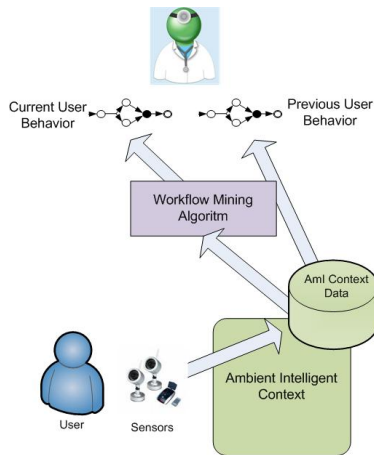 Current User
Behavior
Previous User
Behavior
Workflow Mining
Algoritm
AmI Context
Data
Ambient Intelligent
Context
User
Sensors